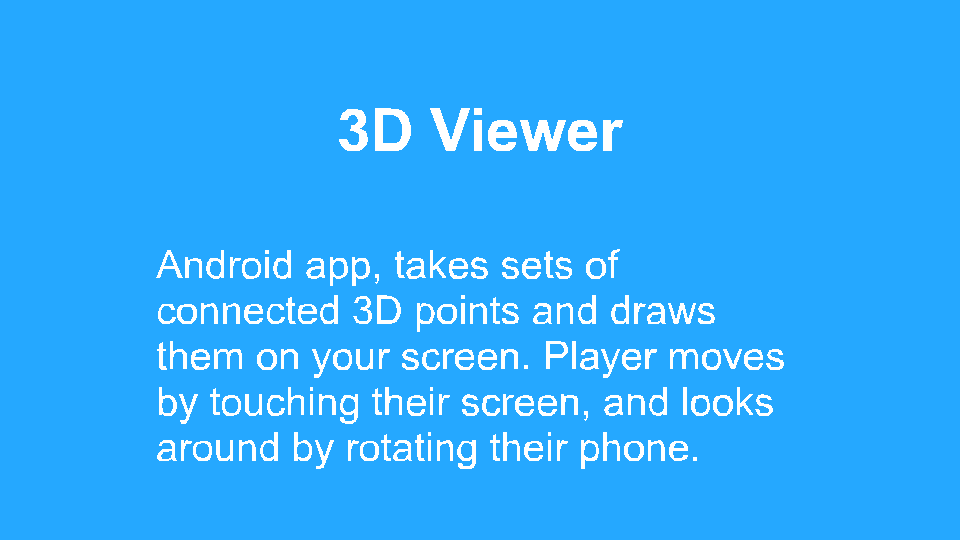 3D Viewer
Android app, takes sets of
connected 3D points and draws
them on your screen. Player moves
by touching their screen, and looks
around by rotating their phone.